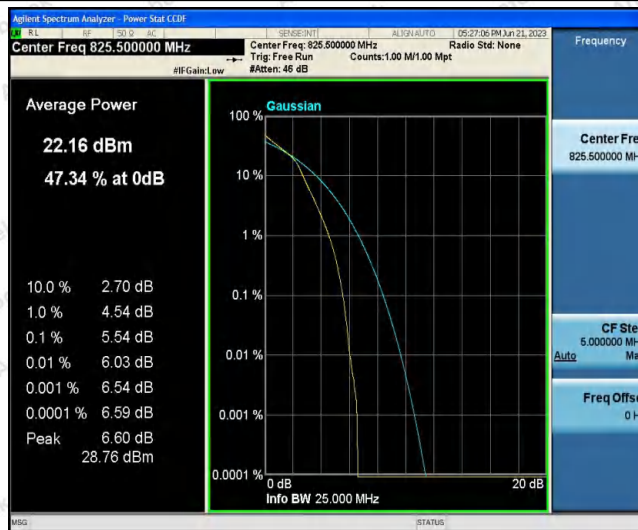 Agilent Spectrum Analyzer - Power Stat CCDF
RL RF 50 Ω AC SENSE:INT ALIGN AUTO 05:27:06 PM Jun 21, 2023
Center Freq 825.500000 MHz
Center Freq: 825.500000 MHz Radio Std: None
Trig: Free Run Counts:1.00 M/1.00 Mpt
#IFGain:Low #Atten: 46 dB
Frequency
Average Power
22.16 dBm
47.34 % at 0dB
10.0 % 2.70 dB
1.0 % 4.54 dB
0.1 % 5.54 dB
0.01 % 6.03 dB
0.001 % 6.54 dB
0.0001 % 6.59 dB
Peak 6.60 dB
28.76 dBm
Gaussian
100 %
10 %
1 %
0.1 %
0.01 %
0.001 %
0.0001 %
0 dB 20 dB
Info BW 25.000 MHz
Center Fre
825.500000 MH
CF Ste
5.000000 MH
Auto Ma
Freq Offse
0 H
MSG STATUS